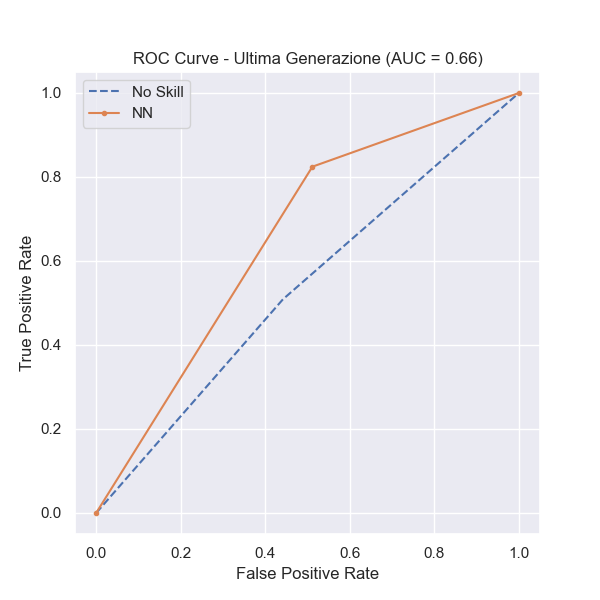 ROC Curve - Ultima Generazione (AUC = 0.66)
No Skill
NN
1.0
0.8
0.6
0.4
0.2
0.0
True Positive Rate
0.0 0.2 0.4 0.6 0.8 1.0
False Positive Rate